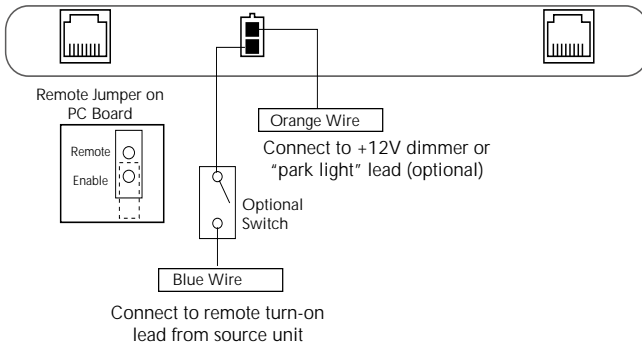 Remote Jumper on
PC Board
Remote
Enable
Orange Wire
Connect to +12V dimmer or
“park light” lead (optional)
Optional
Switch
Blue Wire
Connect to remote turn-on
lead from source unit